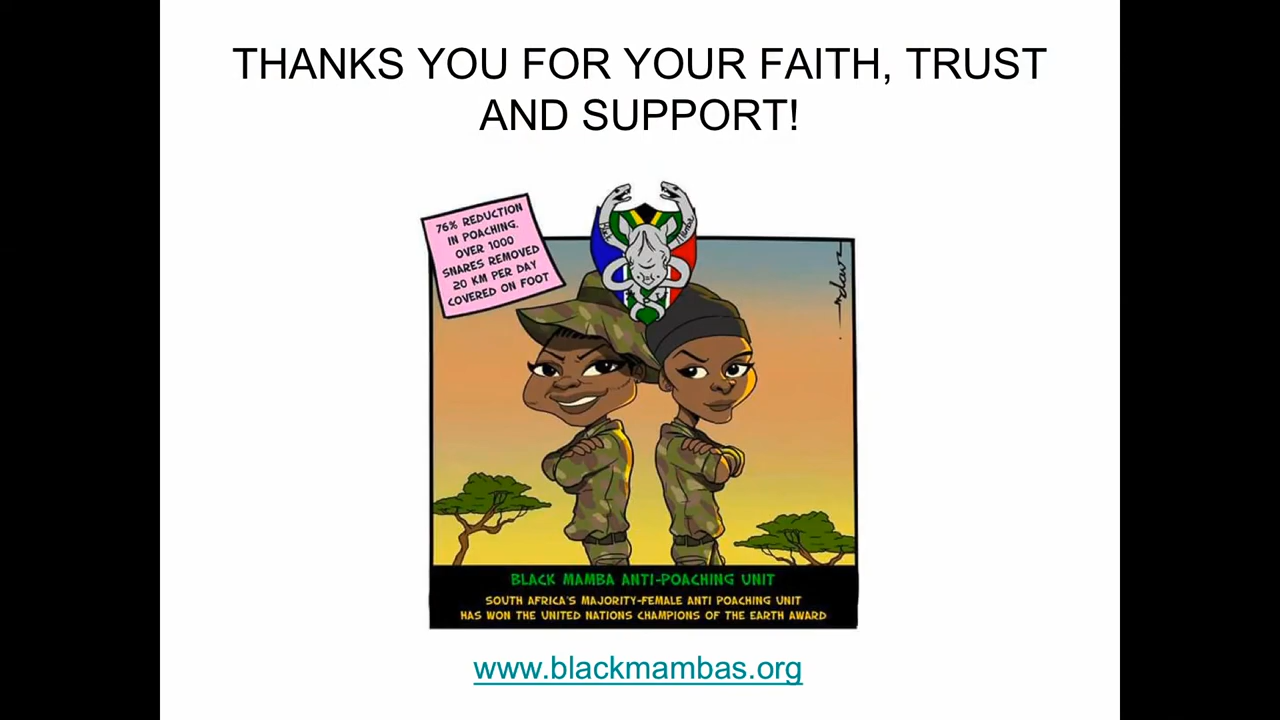 THANKS YOU FOR YOUR FAITH, TRUST
AND SUPPORT!
76% REDUCTION
IN POACHING.
OVER 1000
SNARES REMOVED
20 KM PER DAY
COVERED ON FOOT
Black Mamba
BLACK MAMBA ANTI-POACHING UNIT
SOUTH AFRICA'S MAJORITY-FEMALE ANTI POACHING UNIT
HAS WON THE UNITED NATIONS CHAMPIONS OF THE EARTH AWARD
www.blackmambas.org